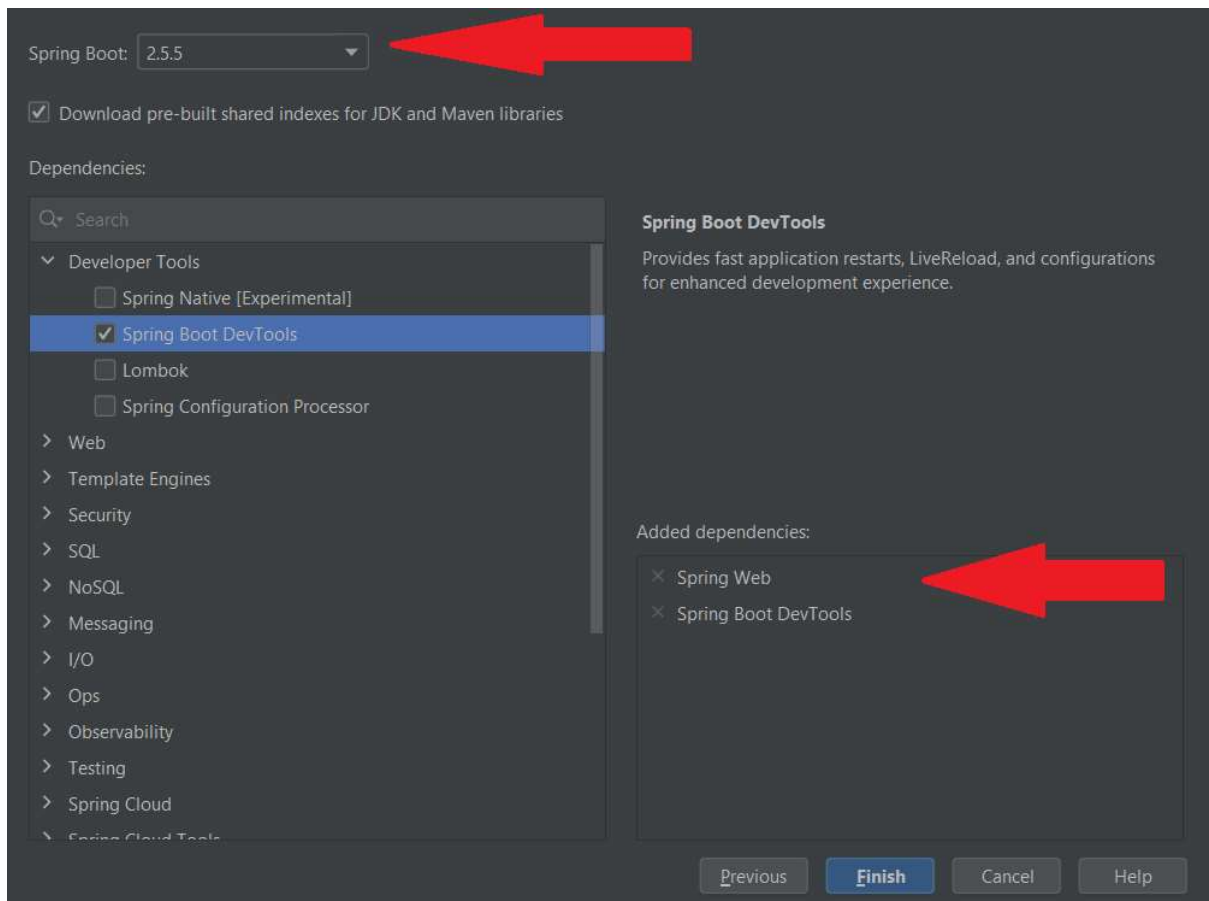 Spring Boot: 2.5.5
Download pre-built shared indexes for JDK and Maven libraries
Dependencies:
Search
Developer Tools
Spring Native [Experimental]
Spring Boot DevTools
Lombok
Spring Configuration Processor
Web
Template Engines
Security
SQL
NoSQL
Messaging
I/O
Ops
Observability
Testing
Spring Cloud
Spring Cloud Tools
Spring Boot DevTools
Provides fast application restarts, LiveReload, and configurations
for enhanced development experience.
Added dependencies:
Spring Web
Spring Boot DevTools
Previous Finish Cancel Help